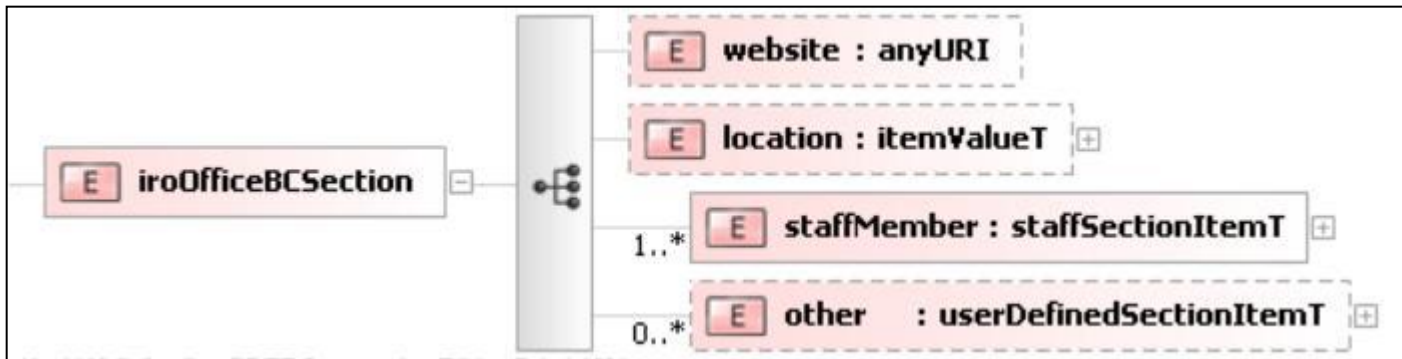 E website : anyURI
E location : itemValueT
E iroOfficeBCSection
1..* E staffMember : staffSectionItemT
0..* E other : userDefinedSectionItemT